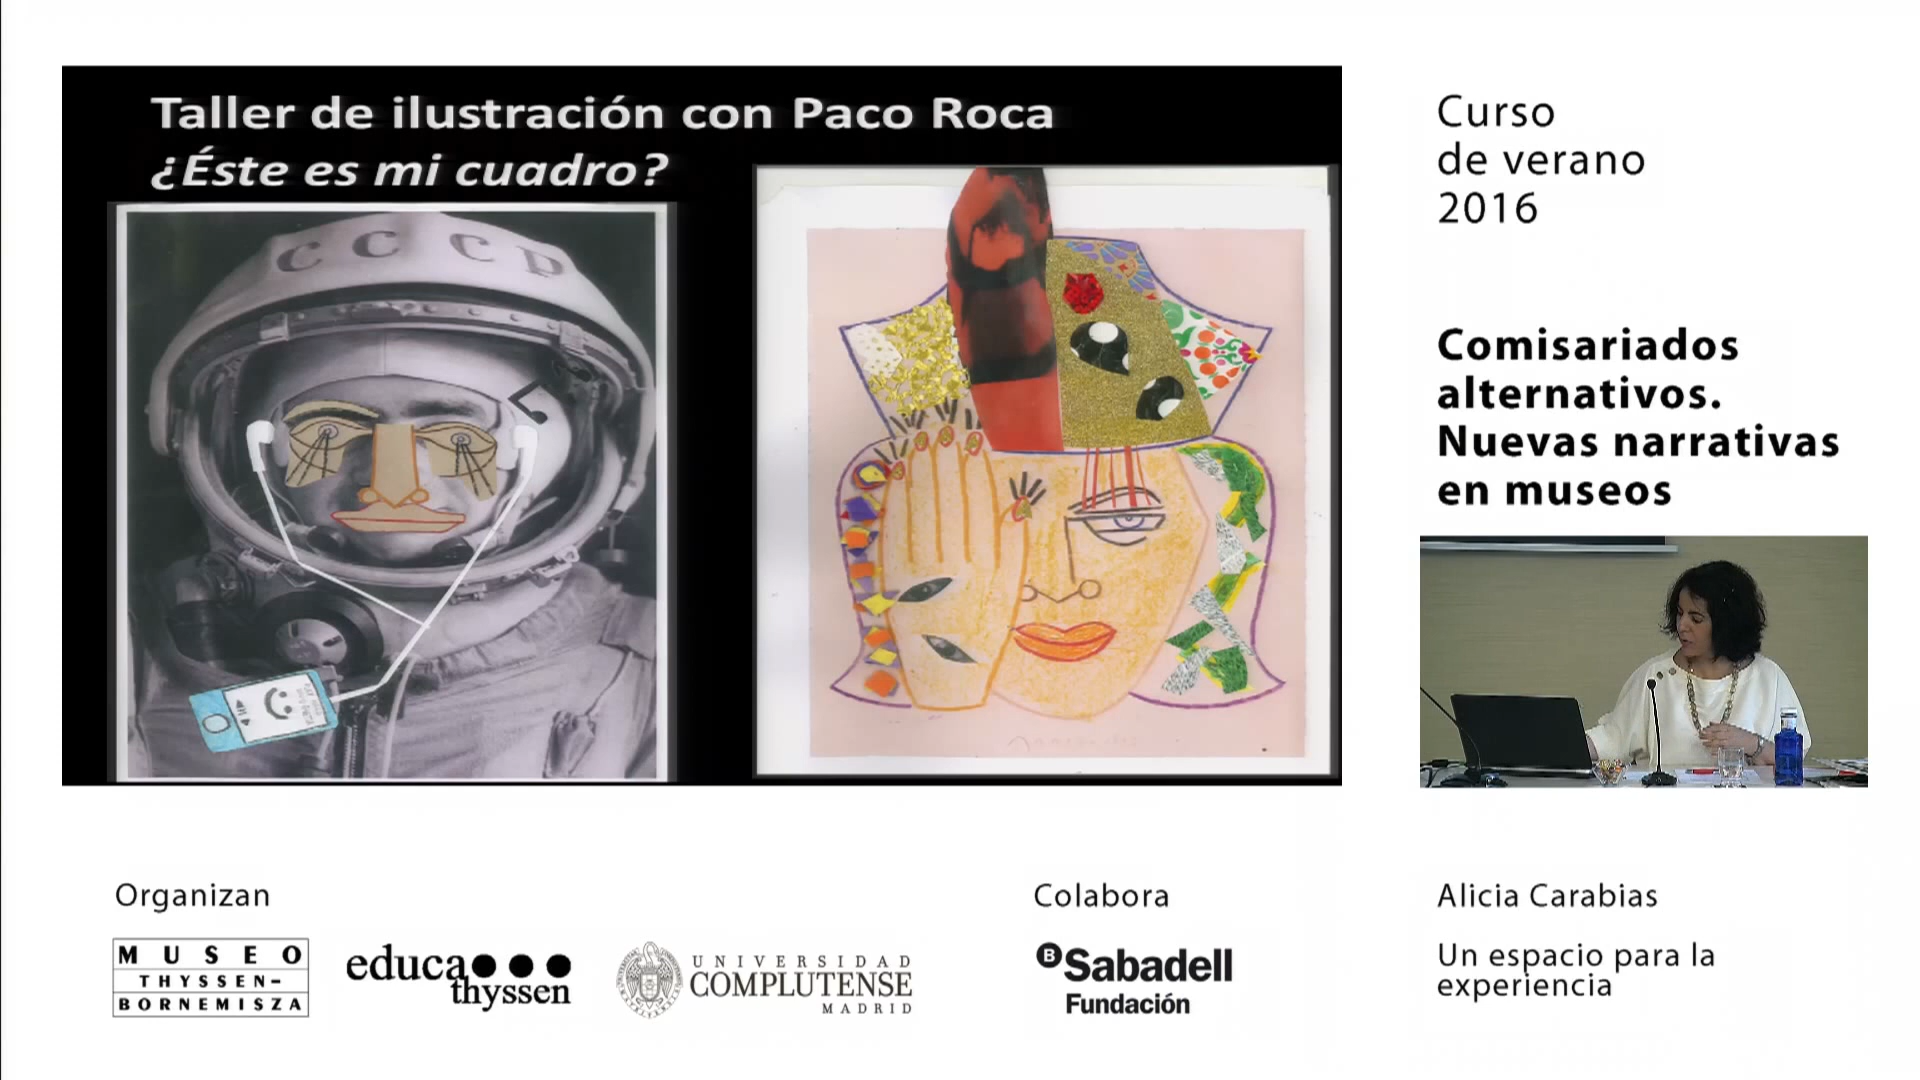 Taller de ilustración con Paco Roca
¿Éste es mi cuadro?
CCCP
Curso
de verano
2016
Comisariados
alternativos.
Nuevas narrativas
en museos
Organizan
MUSEO
THYSSEN-
BORNEMISZA
educa
thyssen
UNIVERSIDAD
COMPLUTENSE
MADRID
Colabora
B Sabadell
Fundación
Alicia Carabias
Un espacio para la
experiencia